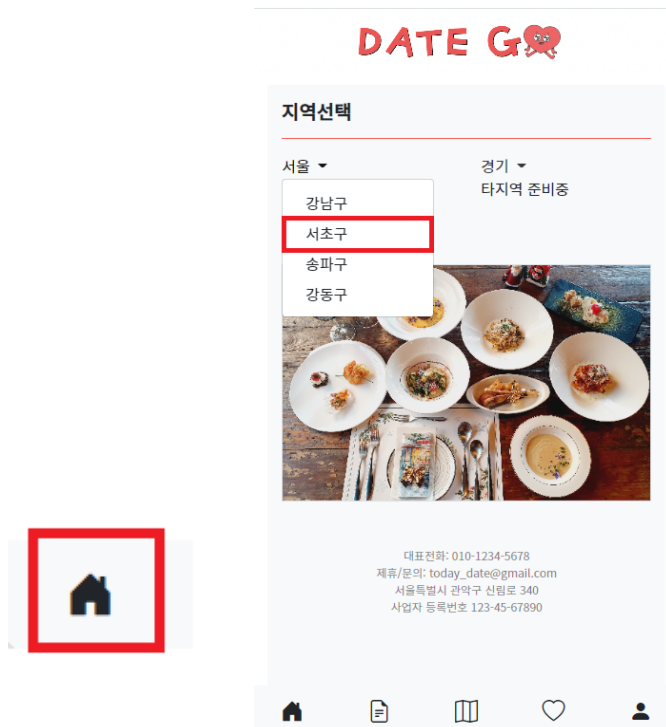 DATE GO
지역선택
서울
경기
타지역 준비중
강남구
서초구
송파구
강동구
대표전화: 010-1234-5678
제휴/문의: today_date@gmail.com
서울특별시 관악구 신림로 340
사업자 등록번호 123-45-67890